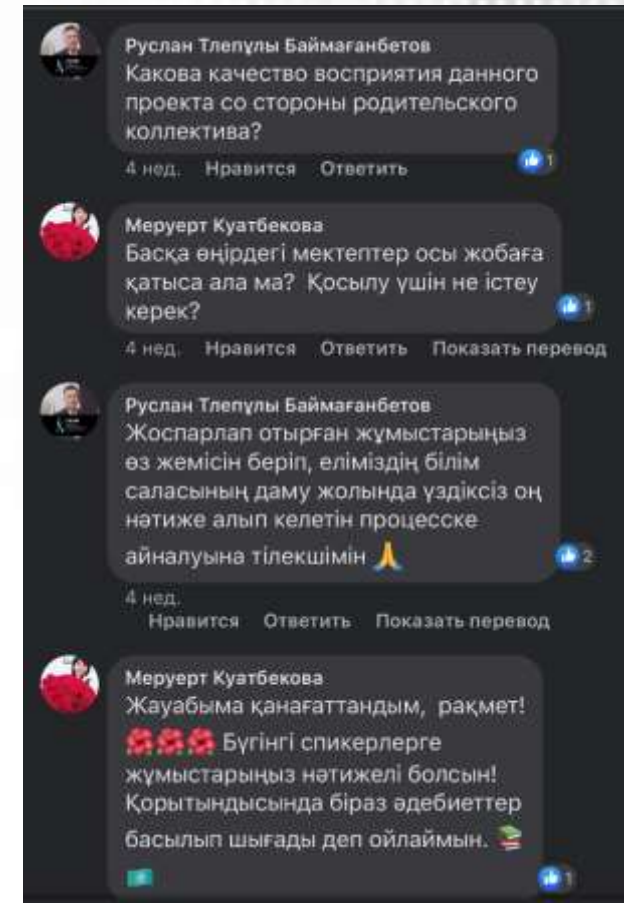 Руслан Тлепұлы Баймағанбетов
Какова качество восприятия данного
проекта со стороны родительского
коллектива?
4 нед. Нравится Ответить 1
Меруерт Куатбекова
Басқа өңірдегі мектептер осы жобаға
қатыса ала ма? Қосылу үшін не істеу
керек?
1
4 нед. Нравится Ответить Показать перевод
Руслан Тлепұлы Баймағанбетов
Жоспарлап отырған жұмыстарыңыз
өз жемісін беріп, еліміздің білім
саласының даму жолында үздіксіз оң
нәтиже алып келетін процесске
айналуына тілекшімін 🙏 2
4 нед.
Нравится Ответить Показать перевод
Меруерт Куатбекова
Жауабыма қанағаттандым, рақмет!
🌺🌺🌺 Бүгінгі спикерлерге
жұмыстарыңыз нәтижелі болсын!
Қорытындысында біраз әдебиеттер
басылып шығады деп ойлаймын. 📚
🇰🇿 1